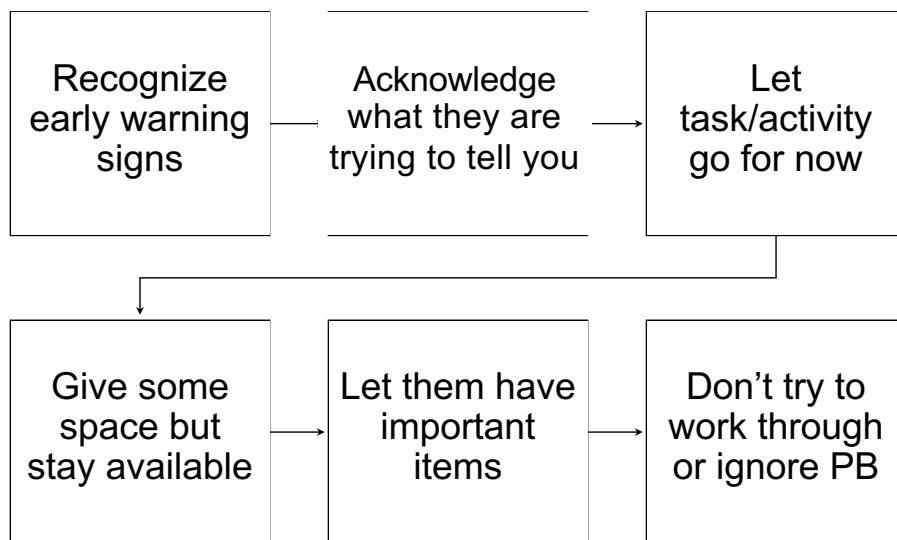 Recognize
early warning
signs
Acknowledge
what they are
trying to tell you
Let
task/activity
go for now
Give some
space but
stay available
Let them have
important
items
Don’t try to
work through
or ignore PB